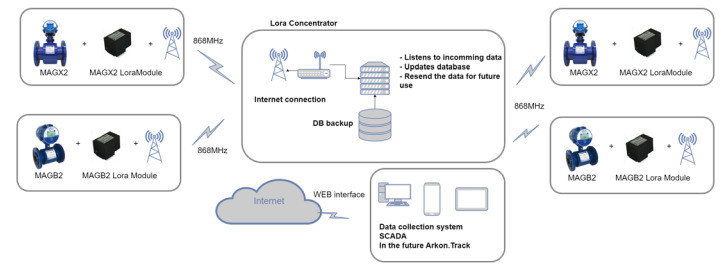 Lora Concentrator
MAGX2
+
MAGX2 LoraModule
+
868MHz
Internet connection
DB backup
- Listens to incomming data
- Updates database
- Resend the data for future
use
868MHz
MAGX2
+
MAGX2 LoraModule
+
MAGB2
+
MAGB2 Lora Module
+
868MHz
MAGB2
+
MAGB2 Lora Module
+
Internet
WEB interface
Data collection system
SCADA
In the future Arkon.Track